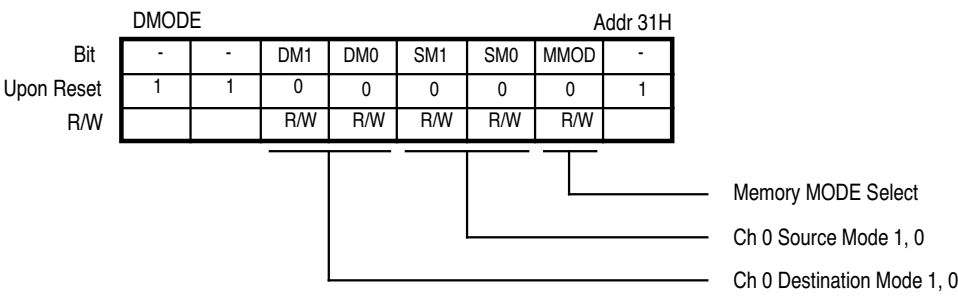 DMODE Addr 31H
Bit - - DM1 DM0 SM1 SM0 MMOD -
Upon Reset 1 1 0 0 0 0 0 1
R/W R/W R/W R/W R/W R/W
Memory MODE Select
Ch 0 Source Mode 1, 0
Ch 0 Destination Mode 1, 0